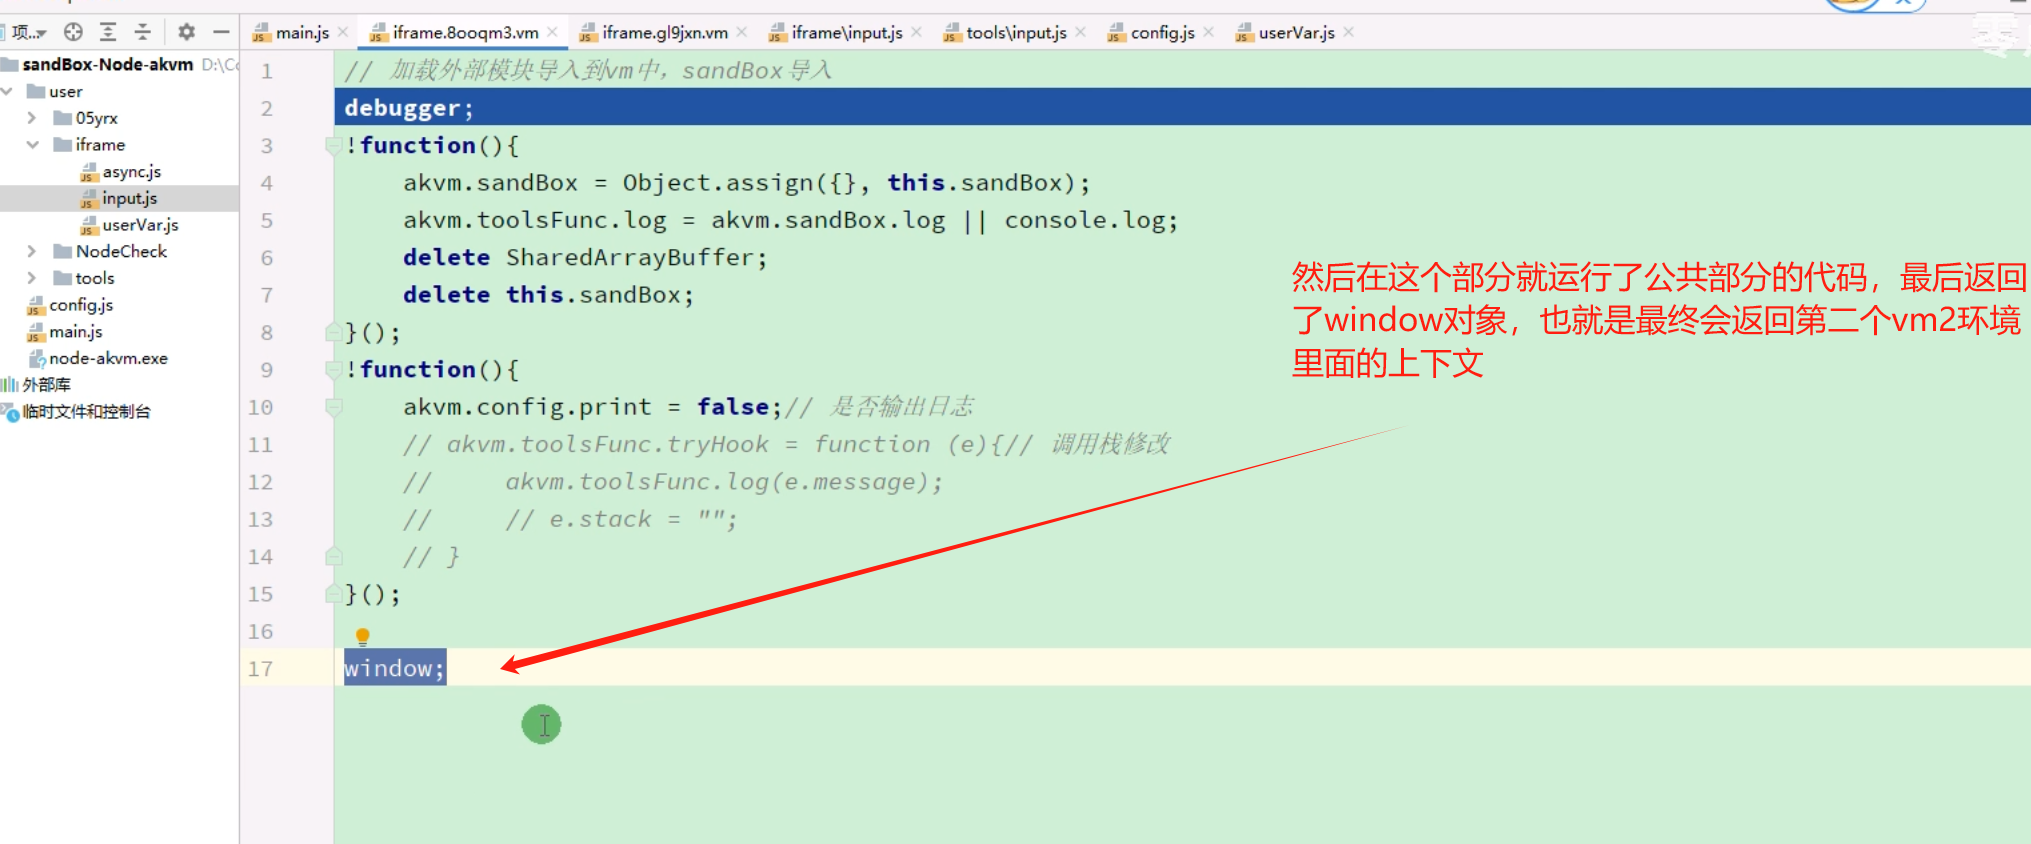 项...
main.js
iframe.8ooqm3.vm
iframe.gl9jxn.vm
iframe\input.js
tools\input.js
config.js
userVar.js
sandBox-Node-akvm D:\Co
user
05yrx
iframe
async.js
input.js
userVar.js
NodeCheck
tools
config.js
main.js
node-akvm.exe
外部库
临时文件和控制台
1 // 加载外部模块导入到vm中，sandBox导入
2 debugger;
3 !function(){
4 akvm.sandBox = Object.assign({}, this.sandBox);
5 akvm.toolsFunc.log = akvm.sandBox.log || console.log;
6 delete SharedArrayBuffer;
7 delete this.sandBox;
8 }();
9 !function(){
10 akvm.config.print = false;// 是否输出日志
11 // akvm.toolsFunc.tryHook = function (e){// 调用栈修改
12 // akvm.toolsFunc.log(e.message);
13 // // e.stack = "";
14 // }
15 }();
16
17 window;
然后在这个部分就运行了公共部分的代码，最后返回
了window对象，也就是最终会返回第二个vm2环境
里面的上下文